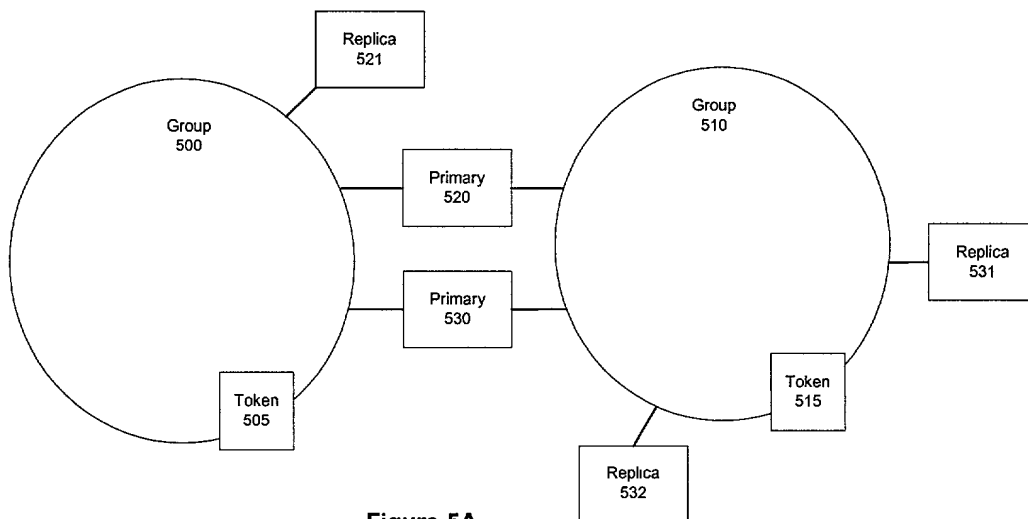 Replica
521
Group
500
Group
510
Primary
520
Replica
531
Primary
530
Token
505
Token
515
Replica
532
Figure 5A